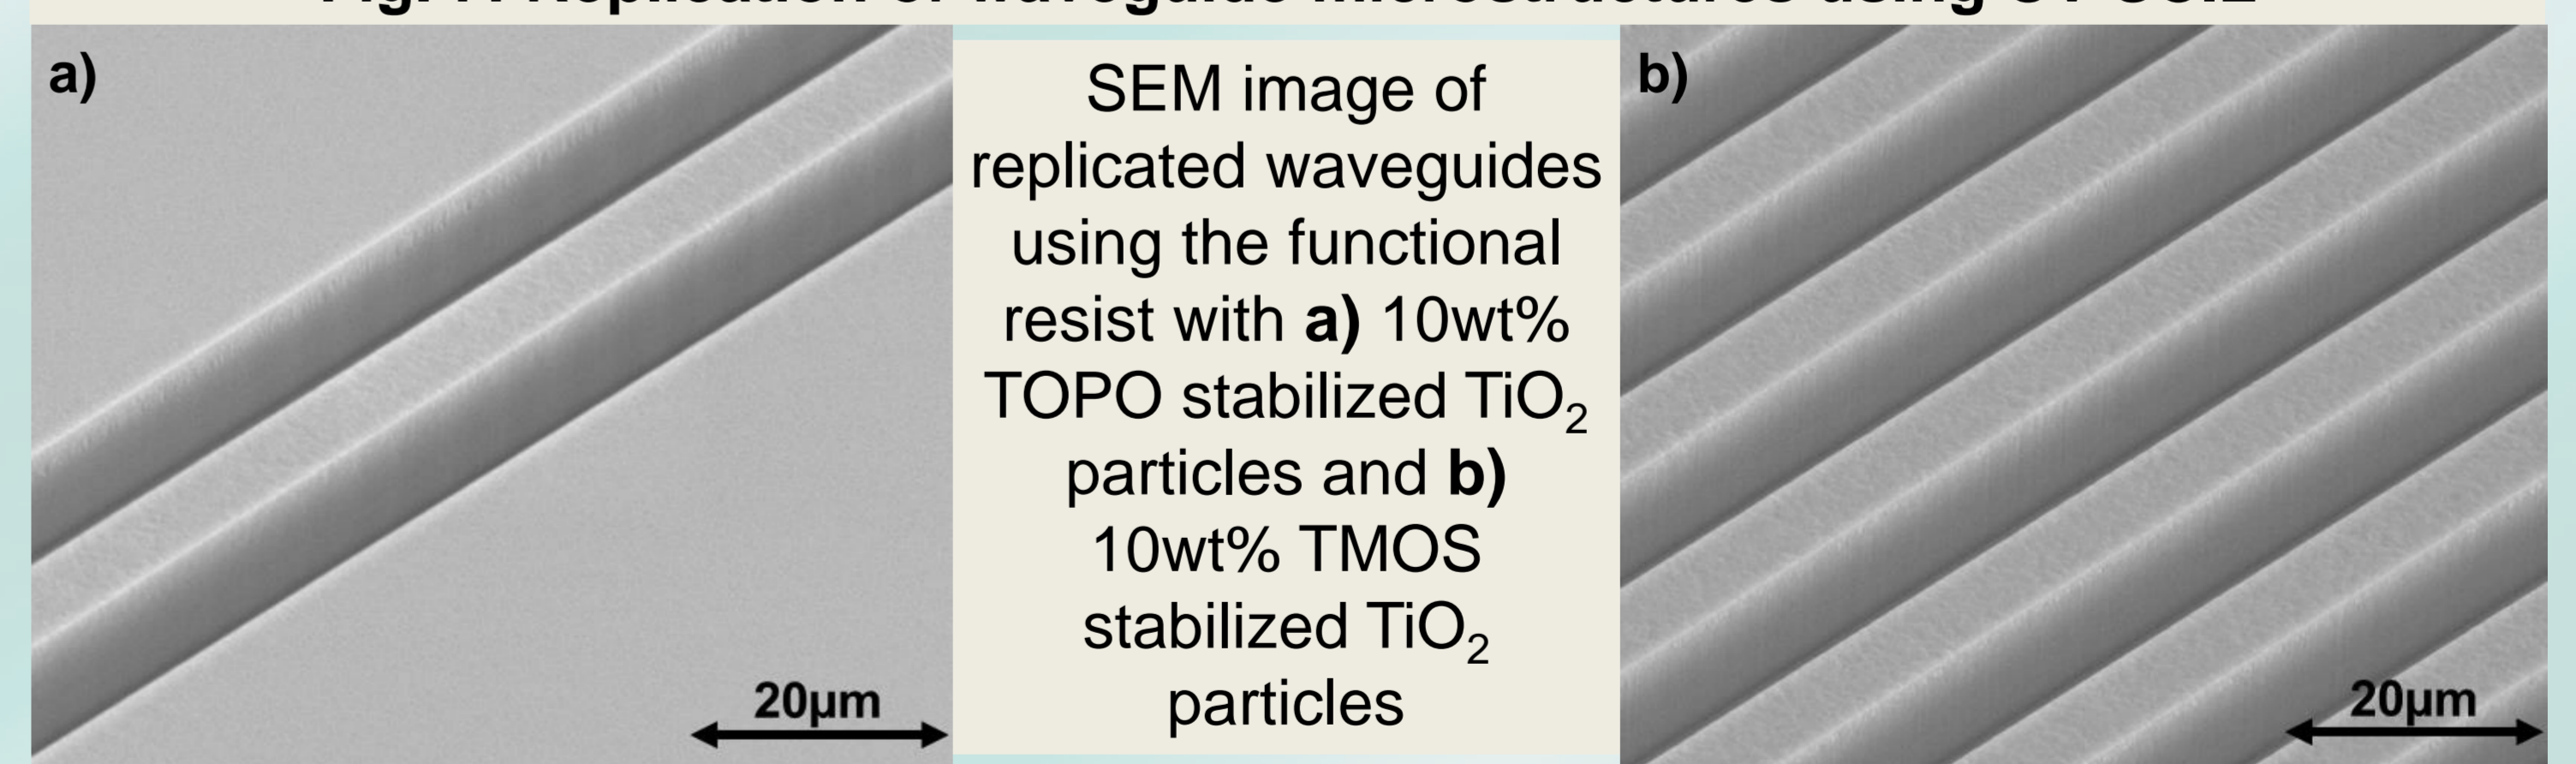 a)
20µm
SEM image of
replicated waveguides
using the functional
resist with a) 10wt%
TOPO stabilized TiO₂
particles and b)
10wt% TMOS
stabilized TiO₂
particles
b)
20µm